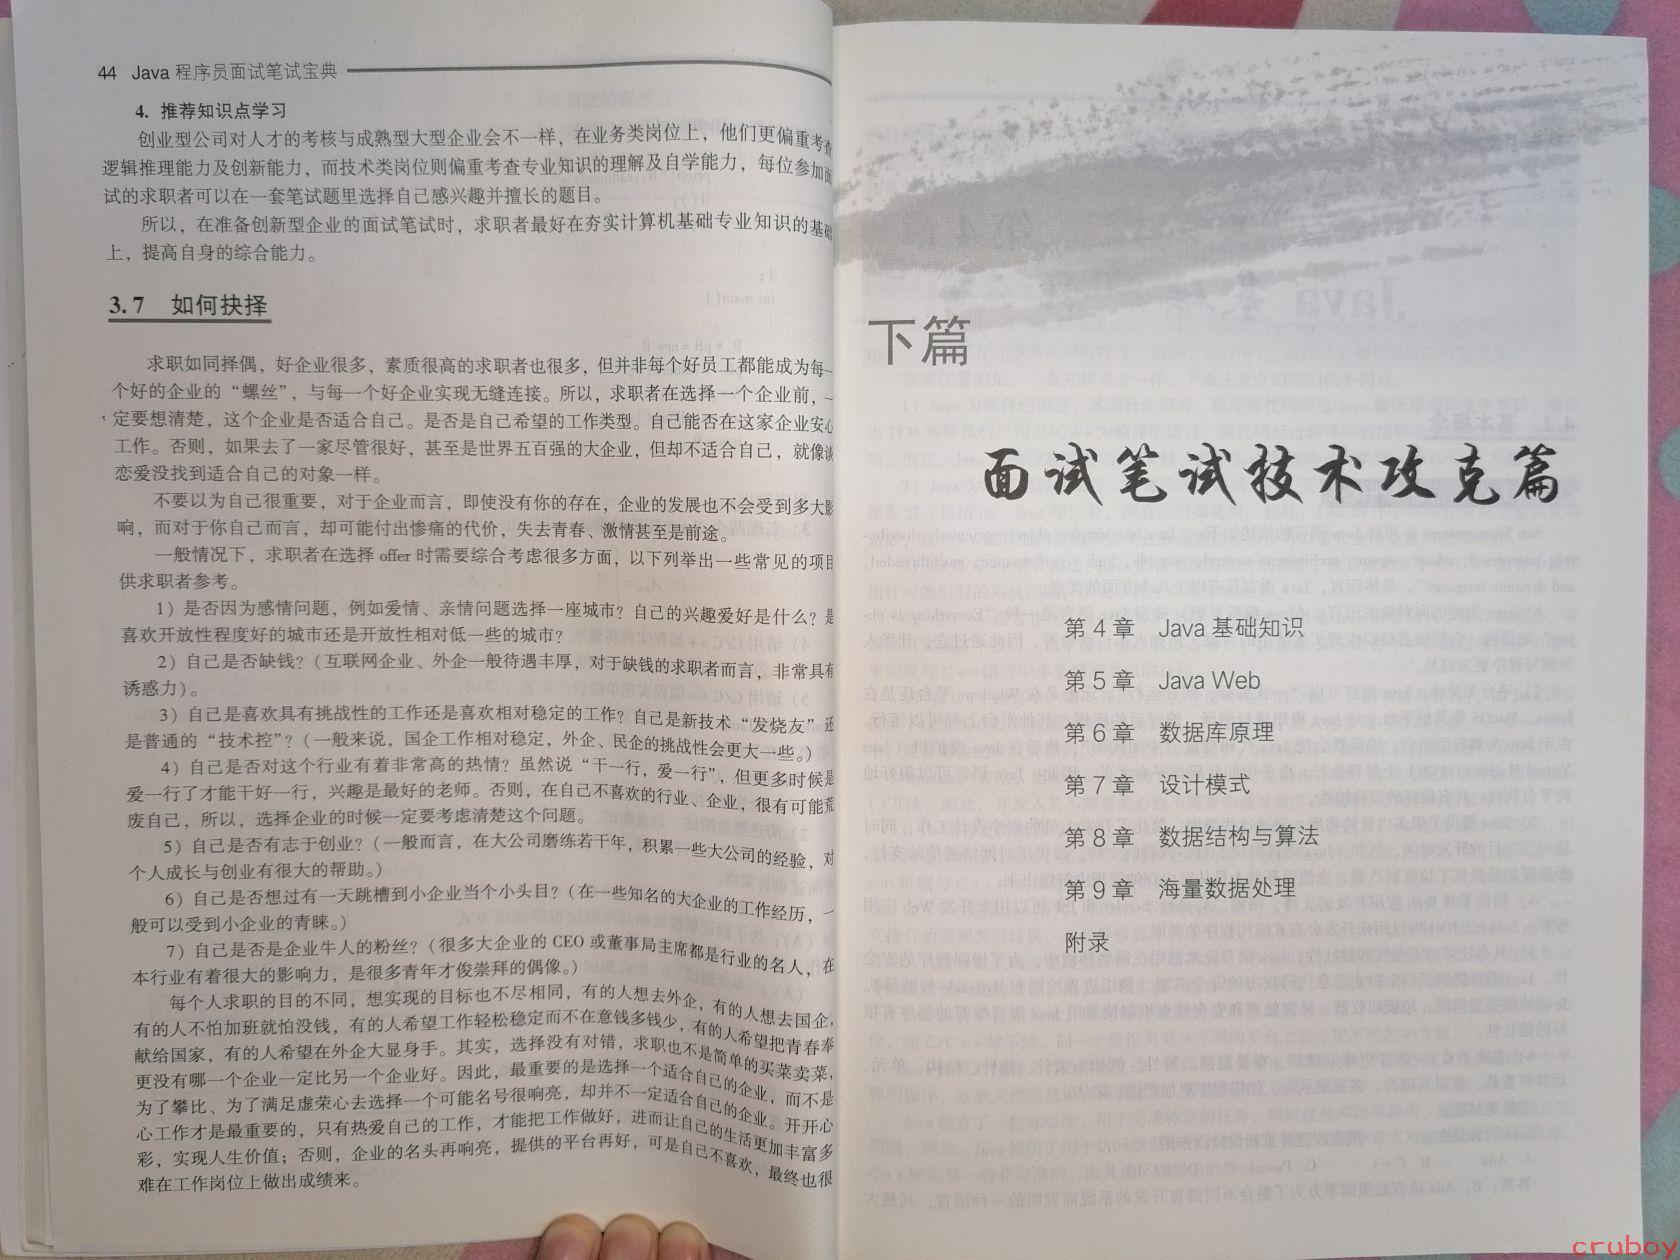 44 Java 程序员面试笔试宝典
4. 推荐知识点学习
创业型公司对人才的考核与成熟型大型企业会不一样，在业务类岗位上，他们更偏重考查
逻辑推理能力及创新能力，而技术类岗位则偏重考查专业知识的理解及自学能力，每位参加面
试的求职者可以在一套笔试题里选择自己感兴趣并擅长的题目。
所以，在准备创新型企业的面试笔试时，求职者最好在夯实计算机基础专业知识的基础
上，提高自身的综合能力。
3.7 如何抉择
求职如同择偶，好企业很多，素质很高的求职者也很多，但并非每个好员工都能成为每一
个好的企业的“螺丝”，与每一个好企业实现无缝连接。所以，求职者在选择一个企业前，一
定要想清楚，这个企业是否适合自己。是否是自己希望的工作类型。自己能否在这家企业安心
工作。否则，如果去了一家尽管很好，甚至是世界五百强的大企业，但却不适合自己，就像谈
恋爱没找到适合自己的对象一样。
不要以为自己很重要，对于企业而言，即使没有你的存在，企业的发展也不会受到多大影
响，而对于你自己而言，却可能付出惨痛的代价，失去青春、激情甚至是前途。
一般情况下，求职者在选择 offer 时需要综合考虑很多方面，以下列举出一些常见的项目
供求职者参考。
1）是否因为感情问题，例如爱情、亲情问题选择一座城市？自己的兴趣爱好是什么？是
喜欢开放性程度好的城市还是开放性相对低一些的城市？
2）自己是否缺钱？（互联网企业、外企一般待遇丰厚，对于缺钱的求职者而言，非常具有
诱惑力）。
3）自己是喜欢具有挑战性的工作还是喜欢相对稳定的工作？自己是新技术“发烧友”还
是普通的“技术控”？（一般来说，国企工作相对稳定，外企、民企的挑战性会更大一些。）
4）自己是否对这个行业有着非常高的热情？虽然说“干一行，爱一行”，但更多时候是
爱一行了才能干好一行，兴趣是最好的老师。否则，在自己不喜欢的行业、企业，很有可能荒
废自己，所以，选择企业的时候一定要考虑清楚这个问题。
5）自己是否有志于创业？（一般而言，在大公司磨练若干年，积累一些大公司的经验，对
个人成长与创业有很大的帮助。）
6）自己是否想过有一天跳槽到小企业当个小头目？（在一些知名的大企业的工作经历，一
般可以受到小企业的青睐。）
7）自己是否是企业牛人的粉丝？（很多大企业的 CEO 或董事局主席都是行业的名人，在
本行业有着很大的影响力，是很多青年才俊崇拜的偶像。）
每个人求职的目的不同，想实现的目标也不尽相同，有的人想去外企，有的人想去国企，
有的人不怕加班就怕没钱，有的人希望工作轻松稳定而不在意钱多钱少，有的人希望把青春奉
献给国家，有的人希望在外企大显身手。其实，选择没有对错，求职也不是简单的买菜卖菜，
更没有哪一个企业一定比另一个企业好。因此，最重要的是选择一个适合自己的企业，而不是
为了攀比、为了满足虚荣心去选择一个可能名号很响亮，却并不一定适合自己的企业。开开心
心工作才是最重要的，只有热爱自己的工作，才能把工作做好，进而让自己的生活更加丰富多
彩，实现人生价值；否则，企业的名头再响亮，提供的平台再好，可是自己不喜欢，最终也很
难在工作岗位上做出成绩来。
下篇
面试笔试技术攻克篇
第 4 章 Java 基础知识
第 5 章 Java Web
第 6 章 数据库原理
第 7 章 设计模式
第 8 章 数据结构与算法
第 9 章 海量数据处理
附录
cruboy